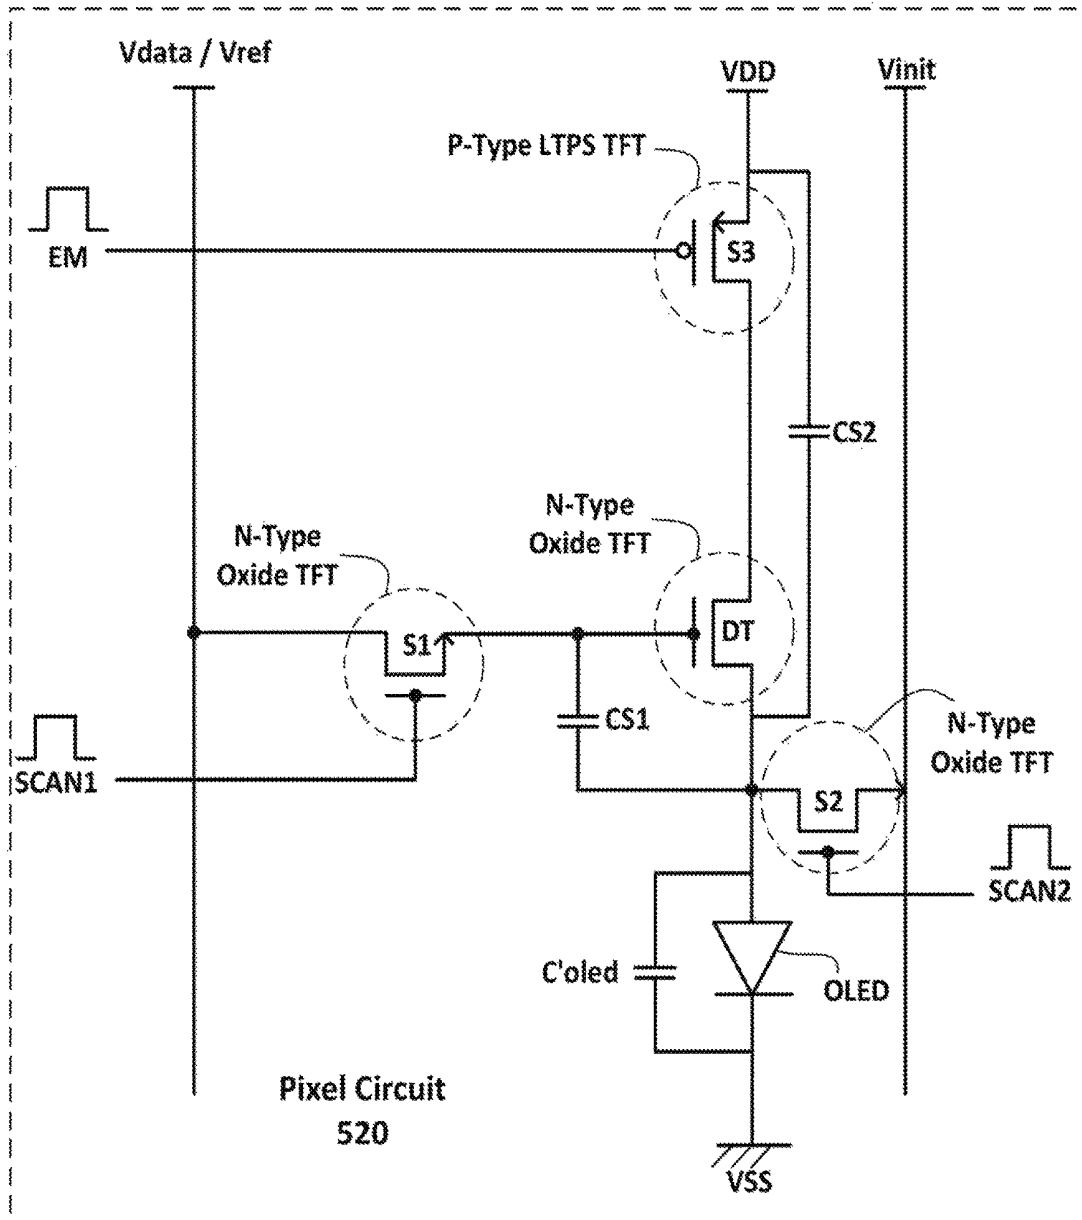 Vdata / Vref
VDD
Vinit
P-Type LTPS TFT
EM
S3
CS2
N-Type
Oxide TFT
N-Type
Oxide TFT
S1
DT
CS1
N-Type
Oxide TFT
SCAN1
S2
SCAN2
C'oled
OLED
Pixel Circuit
520
VSS